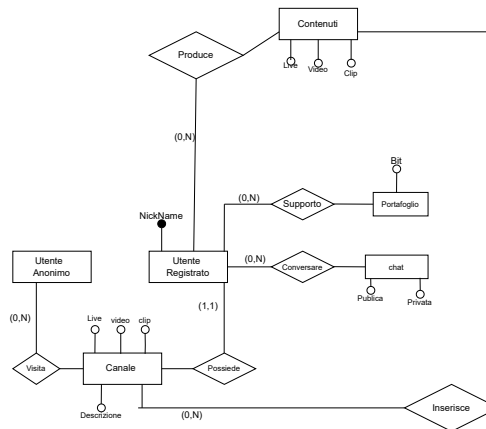 Contenuti
Produce
Live
Video
Clip
(0,N)
Bit
(0,N)
Supporto
Portafoglio
NickName
Utente
Anonimo
Utente
Registrato
(0,N)
Conversare
chat
Publica
Privata
(1,1)
(0,N)
Live
video
clip
Visita
Canale
Possiede
Descrizione
(0,N)
Inserisce